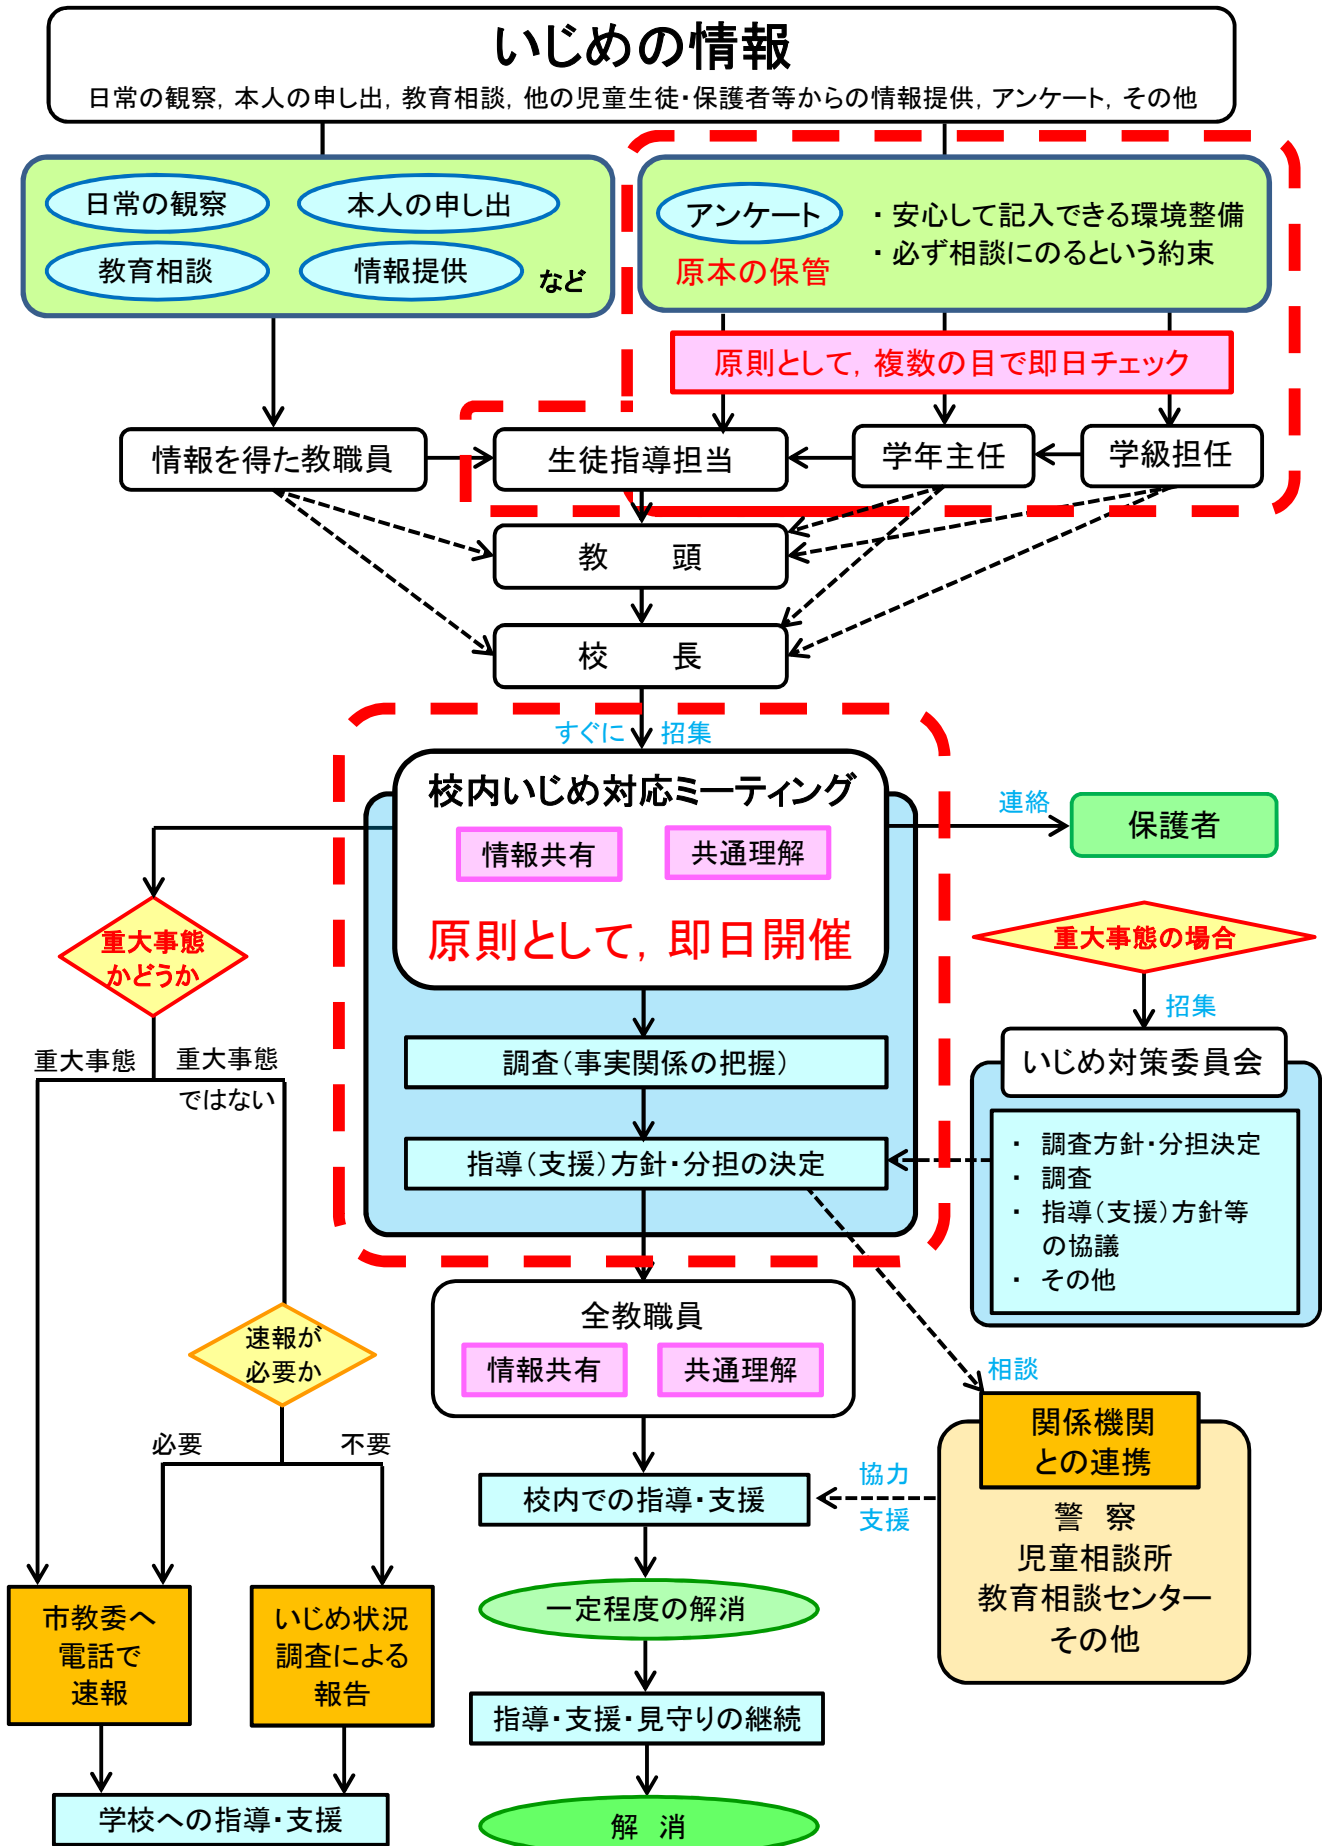 いじめの情報
日常の観察，本人の申し出，教育相談，他の児童生徒・保護者等からの情報提供，アンケート，その他
日常の観察
本人の申し出
教育相談
情報提供
など
アンケート
原本の保管
・安心して記入できる環境整備
・必ず相談にのるという約束
原則として，複数の目で即日チェック
情報を得た教職員
生徒指導担当
学年主任
学級担任
教　頭
校　長
すぐに
招集
校内いじめ対応ミーティング
情報共有
共通理解
原則として，即日開催
連絡
保護者
重大事態
かどうか
重大事態の場合
招集
調査（事実関係の把握）
いじめ対策委員会
重大事態
重大事態
ではない
指導（支援）方針・分担の決定
・ 調査方針・分担決定
・ 調査
・ 指導（支援）方針等
の協議
・ その他
全教職員
情報共有
共通理解
速報が
必要か
相談
必要
不要
関係機関
との連携
協力
支援
校内での指導・支援
警　察
児童相談所
教育相談センター
その他
市教委へ
電話で
速報
いじめ状況
調査による
報告
一定程度の解消
指導・支援・見守りの継続
学校への指導・支援
解　消